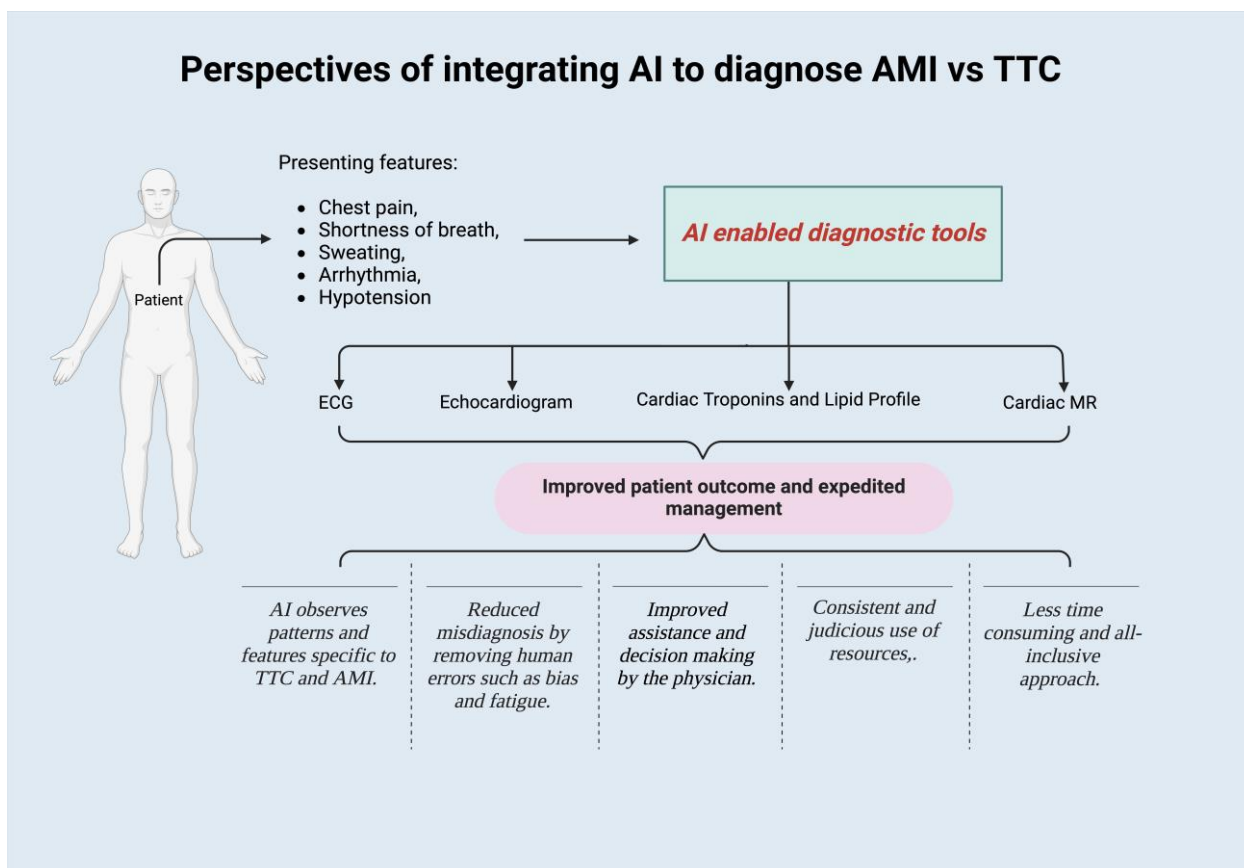 Perspectives of integrating AI to diagnose AMI vs TTC
Presenting features:
• Chest pain,
• Shortness of breath,
• Sweating,
• Arrhythmia,
• Hypotension
Patient
AI enabled diagnostic tools
ECG
Echocardiogram
Cardiac Troponins and Lipid Profile
Cardiac MR
Improved patient outcome and expedited
management
AI observes
patterns and
features specific to
TTC and AMI.
Reduced
misdiagnosis by
removing human
errors such as bias
and fatigue.
Improved
assistance and
decision making
by the physician.
Consistent and
judicious use of
resources,.
Less time
consuming and all-
inclusive
approach.